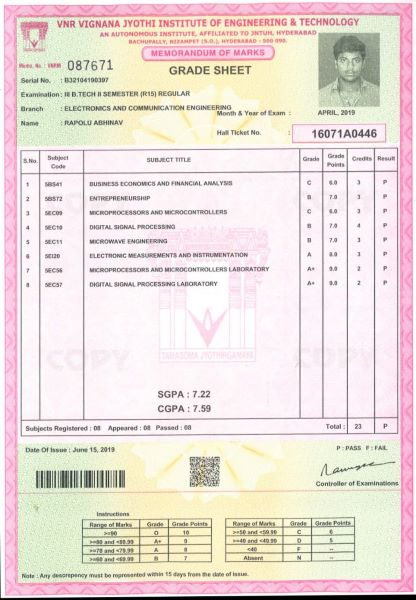 VNR VIGNANA JYOTHI INSTITUTE OF ENGINEERING & TECHNOLOGY
AN AUTONOMOUS INSTITUTE, AFFILIATED TO JNTUH, HYDERABAD
BACHUPALLY, NIZAMPET (S.O.), HYDERABAD - 500 090.
MEMORANDUM OF MARKS
Memo. No : VNRM 087671
GRADE SHEET
Serial No. : B32104190397
Examination : III B.TECH II SEMESTER (R15) REGULAR
Branch : ELECTRONICS AND COMMUNICATION ENGINEERING
Month & Year of Exam : APRIL, 2019
Name : RAPOLU ABHINAV
Hall Ticket No. : 16071A0446
S.No. Subject Code SUBJECT TITLE Grade Grade Points Credits Result
1 5BS41 BUSINESS ECONOMICS AND FINANCIAL ANALYSIS C 6.0 3 P
2 5BS72 ENTREPRENEURSHIP B 7.0 3 P
3 5EC09 MICROPROCESSORS AND MICROCONTROLLERS C 6.0 3 P
4 5EC10 DIGITAL SIGNAL PROCESSING B 7.0 4 P
5 5EC11 MICROWAVE ENGINEERING B 7.0 3 P
6 5EI20 ELECTRONIC MEASUREMENTS AND INSTRUMENTATION A 8.0 3 P
7 5EC56 MICROPROCESSORS AND MICROCONTROLLERS LABORATORY A+ 9.0 2 P
8 5EC57 DIGITAL SIGNAL PROCESSING LABORATORY A+ 9.0 2 P
COPY COPY
TAMASOMA JYOTHIRGAMAYA
SGPA : 7.22
CGPA : 7.59
Subjects Registered : 08 Appeared : 08 Passed : 08 Total : 23 P
Date Of Issue : June 15, 2019 P : PASS F : FAIL
Controller of Examinations
Instructions
Range of Marks Grade Grade Points Range of Marks Grade Grade Points
>=90 O 10 >=50 and <59.99 C 6
>=80 and <89.99 A+ 9 >=40 and <49.99 D 5
>=70 and <79.99 A 8 <40 F --
>=60 and <69.99 B 7 Absent N --
Note : Any descrepency must be represented within 15 days from the date of issue.